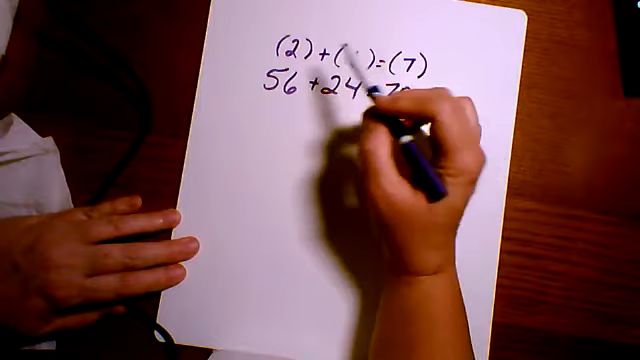 (2) + ( ) = (7)
56 + 24